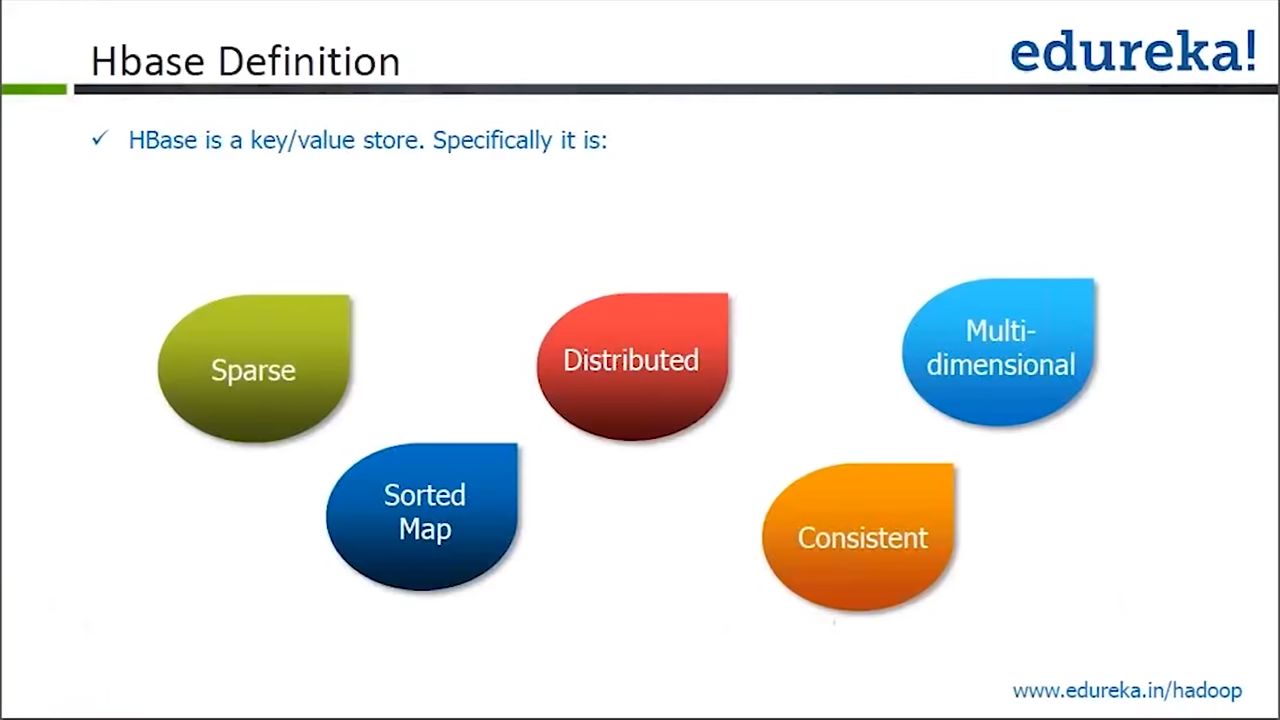 Hbase Definition
edureka!
✓ HBase is a key/value store. Specifically it is:
Sparse
Distributed
Multi-
dimensional
Sorted
Map
Consistent
www.edureka.in/hadoop